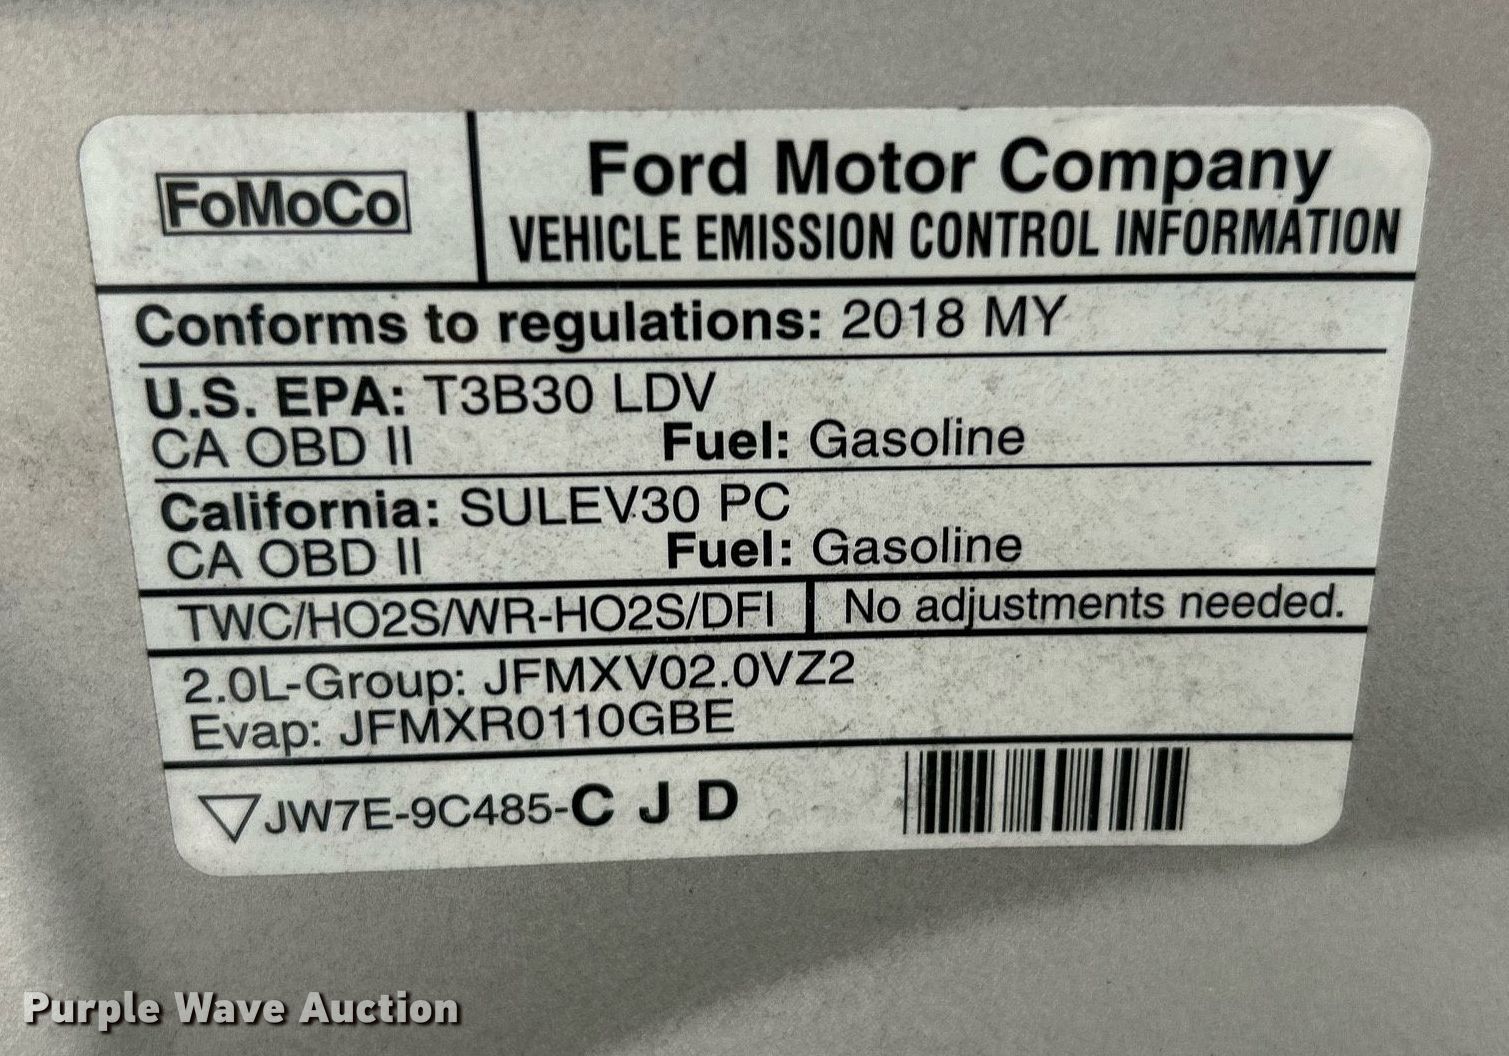 FoMoCo
Ford Motor Company
VEHICLE EMISSION CONTROL INFORMATION
Conforms to regulations: 2018 MY
U.S. EPA: T3B30 LDV
CA OBD II Fuel: Gasoline
California: SULEV30 PC
CA OBD II Fuel: Gasoline
TWC/HO2S/WR-HO2S/DFI No adjustments needed.
2.0L-Group: JFMXV02.0VZ2
Evap: JFMXR0110GBE
JW7E-9C485-C J D
Purple Wave Auction